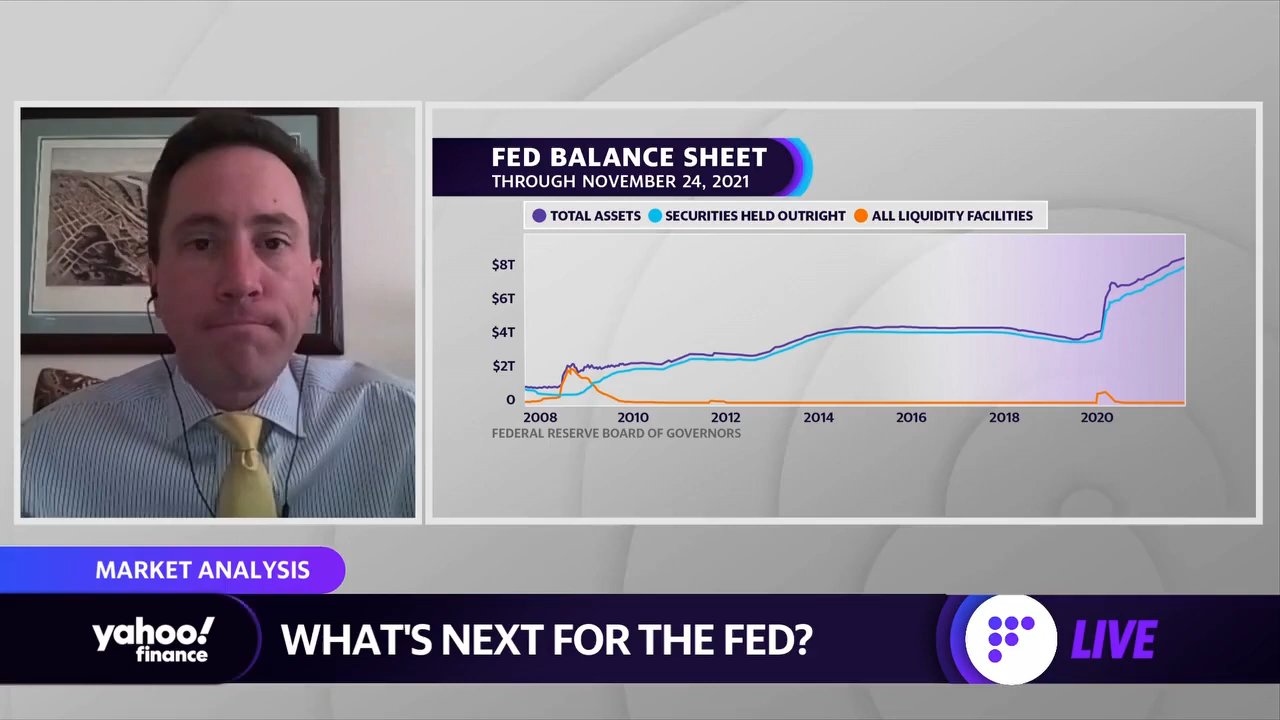 FED BALANCE SHEET
THROUGH NOVEMBER 24, 2021
TOTAL ASSETS SECURITIES HELD OUTRIGHT ALL LIQUIDITY FACILITIES
$8T
$6T
$4T
$2T
0
2008 2010 2012 2014 2016 2018 2020
FEDERAL RESERVE BOARD OF GOVERNORS
MARKET ANALYSIS
yahoo!
finance
WHAT'S NEXT FOR THE FED?
LIVE